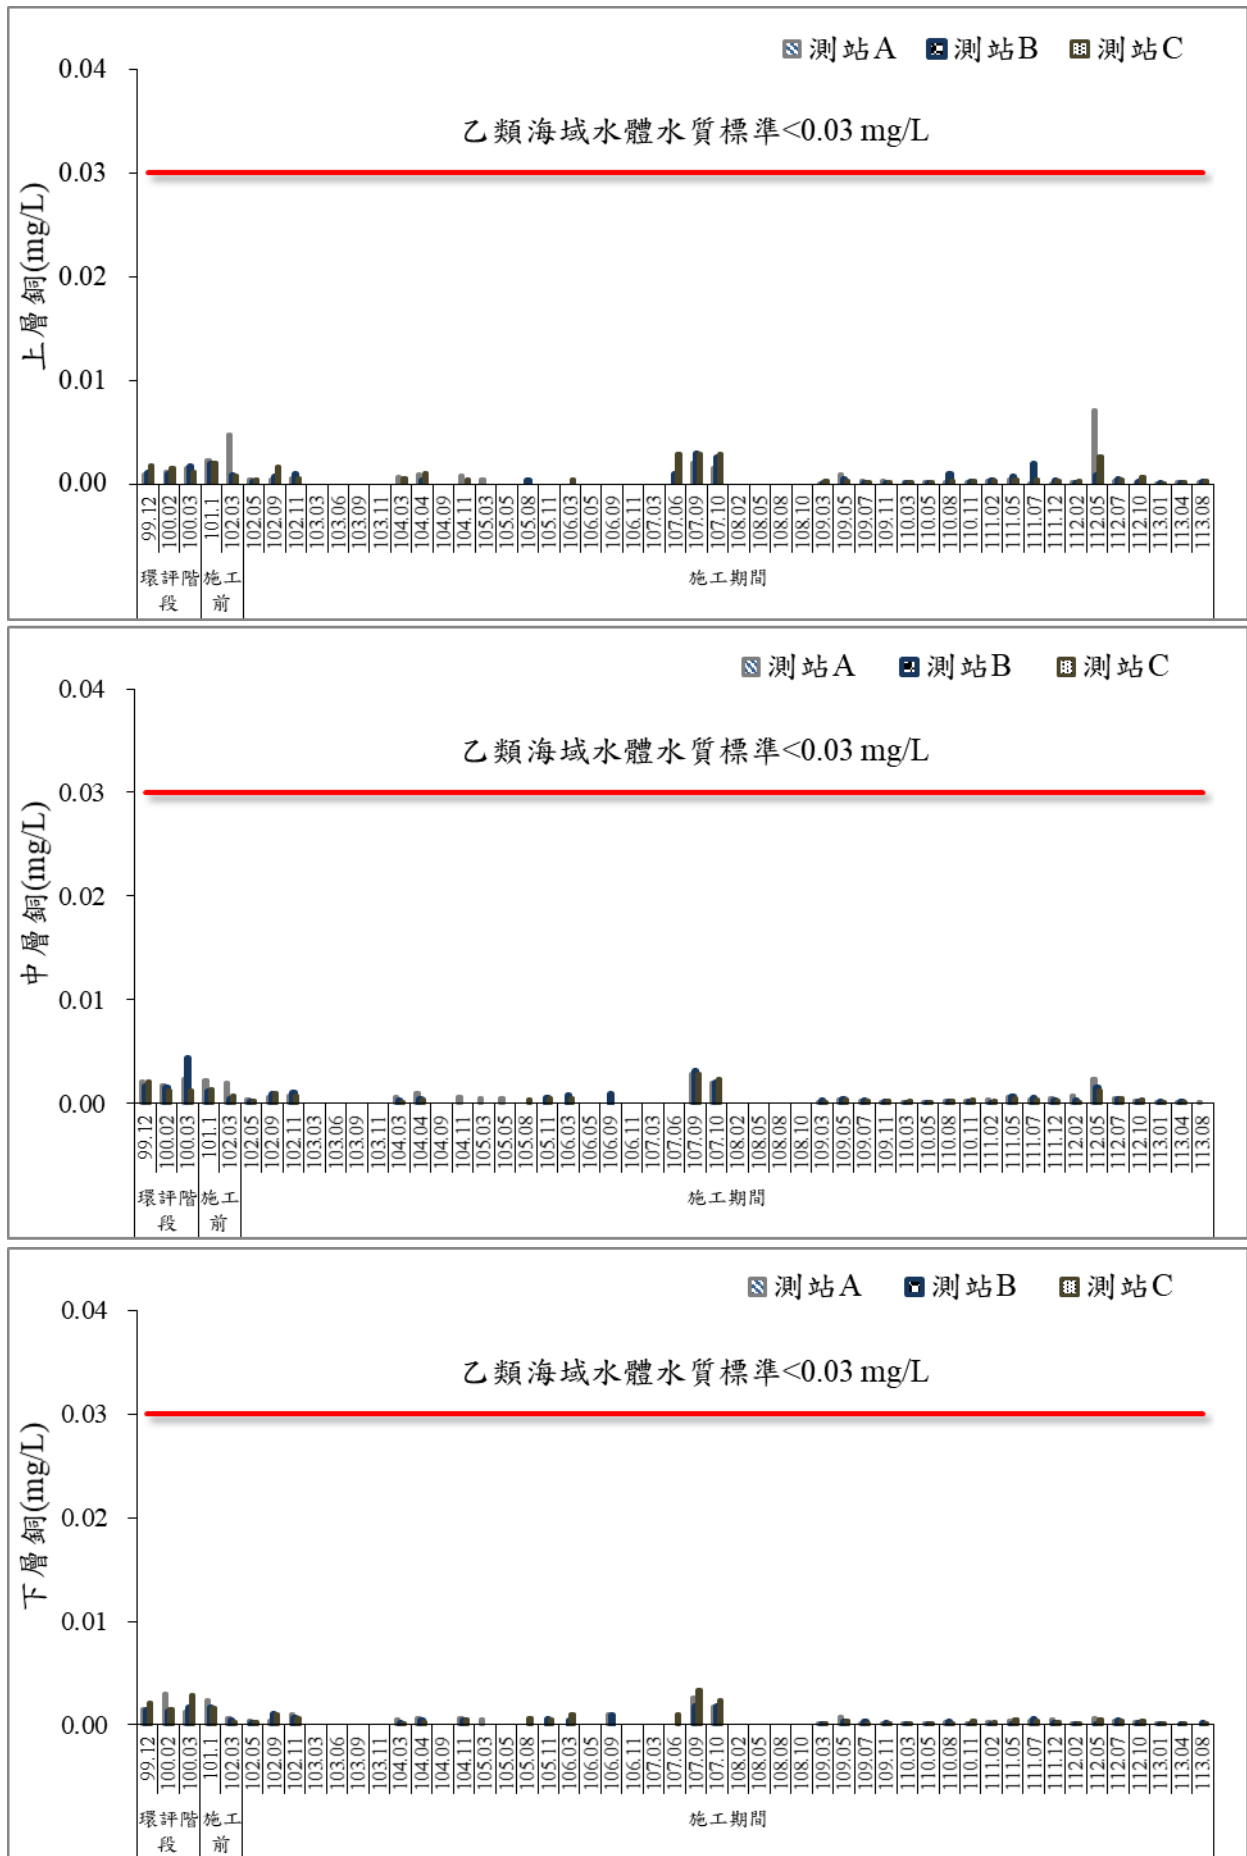 測站A 測站B 測站C
乙類海域水體水質標準<0.03 mg/L
上層銅(mg/L)
0.04
0.03
0.02
0.01
0.00
99.12 100.02 100.03 101.1 102.03 102.05 102.09 102.11 103.03 103.06 103.09 103.11 104.03 104.04 104.09 104.11 105.03 105.05 105.08 105.11 106.03 106.05 106.09 106.11 107.03 107.06 107.09 107.10 108.02 108.05 108.08 108.10 109.03 109.05 109.07 109.11 110.03 110.05 110.08 110.11 111.02 111.05 111.07 111.12 112.02 112.05 112.07 112.10 113.01 113.04 113.08
環評階段 施工前 施工期間
測站A 測站B 測站C
乙類海域水體水質標準<0.03 mg/L
中層銅(mg/L)
0.04
0.03
0.02
0.01
0.00
99.12 100.02 100.03 101.1 102.03 102.05 102.09 102.11 103.03 103.06 103.09 103.11 104.03 104.04 104.09 104.11 105.03 105.05 105.08 105.11 106.03 106.05 106.09 106.11 107.03 107.06 107.09 107.10 108.02 108.05 108.08 108.10 109.03 109.05 109.07 109.11 110.03 110.05 110.08 110.11 111.02 111.05 111.07 111.12 112.02 112.05 112.07 112.10 113.01 113.04 113.08
環評階段 施工前 施工期間
測站A 測站B 測站C
乙類海域水體水質標準<0.03 mg/L
下層銅(mg/L)
0.04
0.03
0.02
0.01
0.00
99.12 100.02 100.03 101.1 102.03 102.05 102.09 102.11 103.03 103.06 103.09 103.11 104.03 104.04 104.09 104.11 105.03 105.05 105.08 105.11 106.03 106.05 106.09 106.11 107.03 107.06 107.09 107.10 108.02 108.05 108.08 108.10 109.03 109.05 109.07 109.11 110.03 110.05 110.08 110.11 111.02 111.05 111.07 111.12 112.02 112.05 112.07 112.10 113.01 113.04 113.08
環評階段 施工前 施工期間